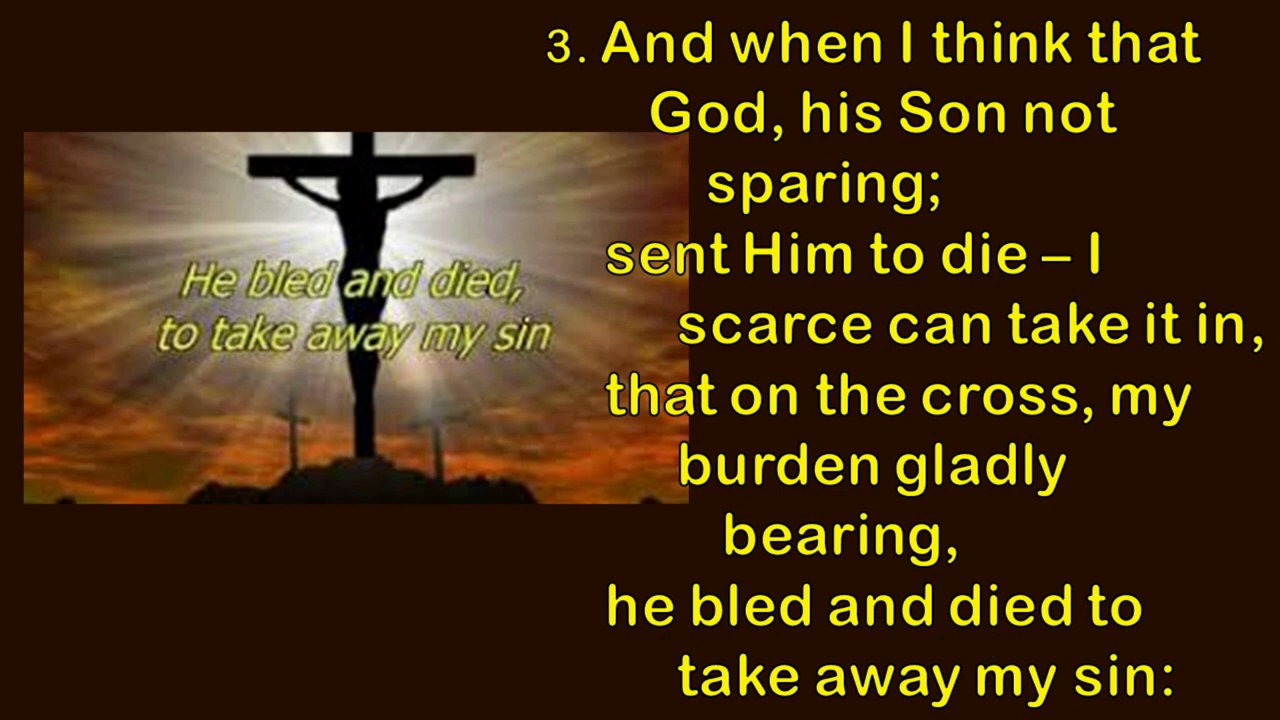 He bled and died,
to take away my sin
3. And when I think that
God, his Son not
sparing;
sent Him to die – I
scarce can take it in,
that on the cross, my
burden gladly
bearing,
he bled and died to
take away my sin: